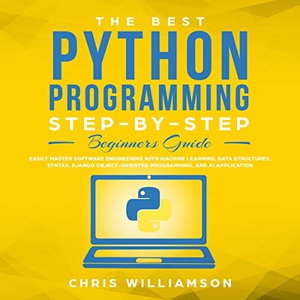 THE BEST
PYTHON
PROGRAMMING
STEP-BY-STEP
Beginners Guide
EASILY MASTER SOFTWARE ENGINEERING WITH MACHINE LEARNING, DATA STRUCTURES,
SYNTAX, DJANGO OBJECT-ORIENTED PROGRAMMING, AND AI APPLICATION
CHRIS WILLIAMSON